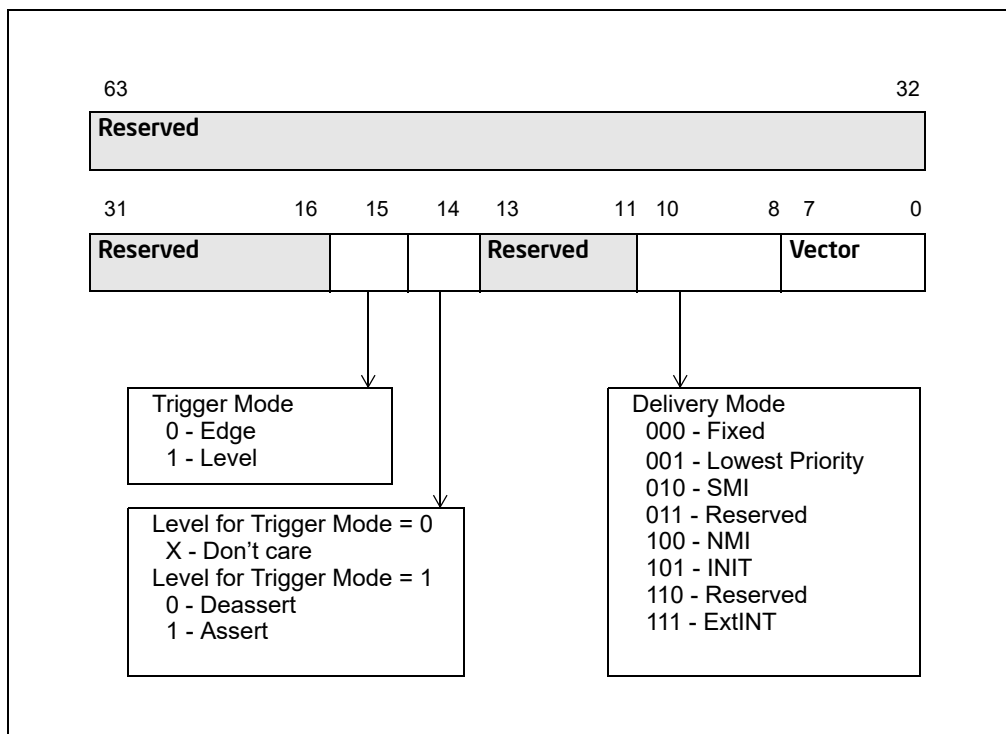 63 32
Reserved
31 16 15 14 13 11 10 8 7 0
Reserved Reserved Vector
Trigger Mode
0 - Edge
1 - Level
Level for Trigger Mode = 0
X - Don't care
Level for Trigger Mode = 1
0 - Deassert
1 - Assert
Delivery Mode
000 - Fixed
001 - Lowest Priority
010 - SMI
011 - Reserved
100 - NMI
101 - INIT
110 - Reserved
111 - ExtINT